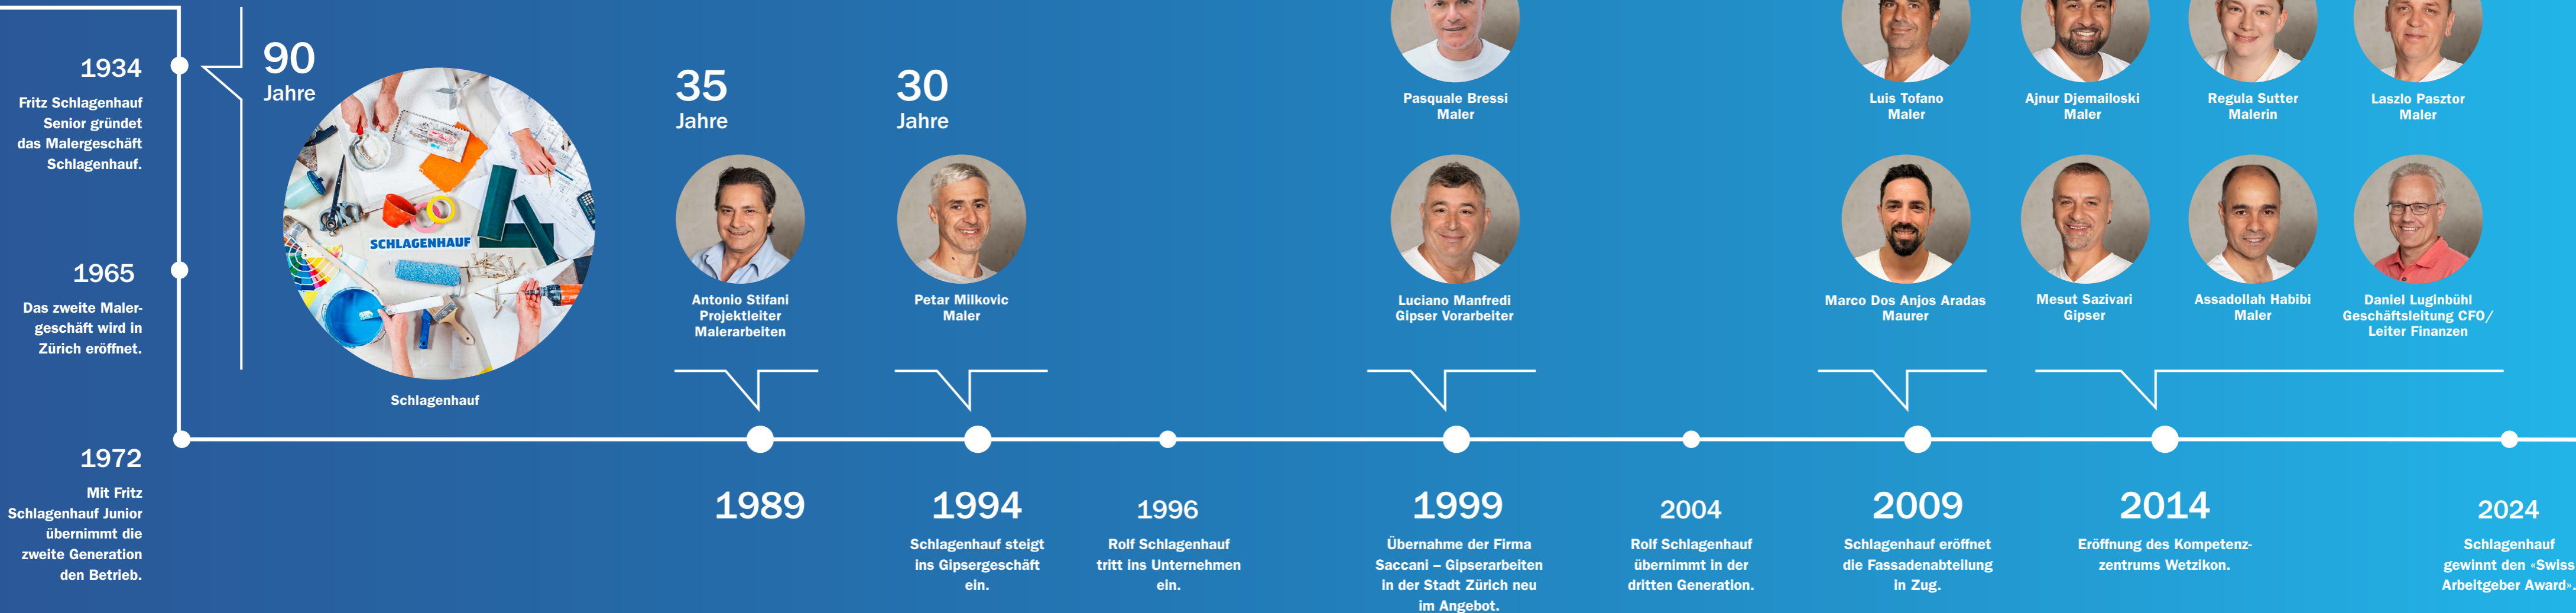 1934
Fritz Schlagenhauf
Senior gründet
das Malergeschäft
Schlagenhauf.
1965
Das zweite Maler-
geschäft wird in
Zürich eröffnet.
1972
Mit Fritz
Schlagenhauf Junior
übernimmt die
zweite Generation
den Betrieb.
90
Jahre
SCHLAGENHAUF
Schlagenhauf
35
Jahre
Antonio Stifani
Projektleiter
Malerarbeiten
30
Jahre
Petar Milkovic
Maler
Pasquale Bressi
Maler
Luciano Manfredi
Gipser Vorarbeiter
Luis Tofano
Maler
Ajnur Djemailoski
Maler
Regula Sutter
Malerin
Laszlo Pasztor
Maler
Marco Dos Anjos Aradas
Maurer
Mesut Sazivari
Gipser
Assadollah Habibi
Maler
Daniel Luginbühl
Geschäftsleitung CFO/
Leiter Finanzen
1989
1994
Schlagenhauf steigt
ins Gipsergeschäft
ein.
1996
Rolf Schlagenhauf
tritt ins Unternehmen
ein.
1999
Übernahme der Firma
Saccani – Gipserarbeiten
in der Stadt Zürich neu
im Angebot.
2004
Rolf Schlagenhauf
übernimmt in der
dritten Generation.
2009
Schlagenhauf eröffnet
die Fassadenabteilung
in Zug.
2014
Eröffnung des Kompetenz-
zentrums Wetzikon.
2024
Schlagenhauf
gewinnt den «Swiss
Arbeitgeber Award».